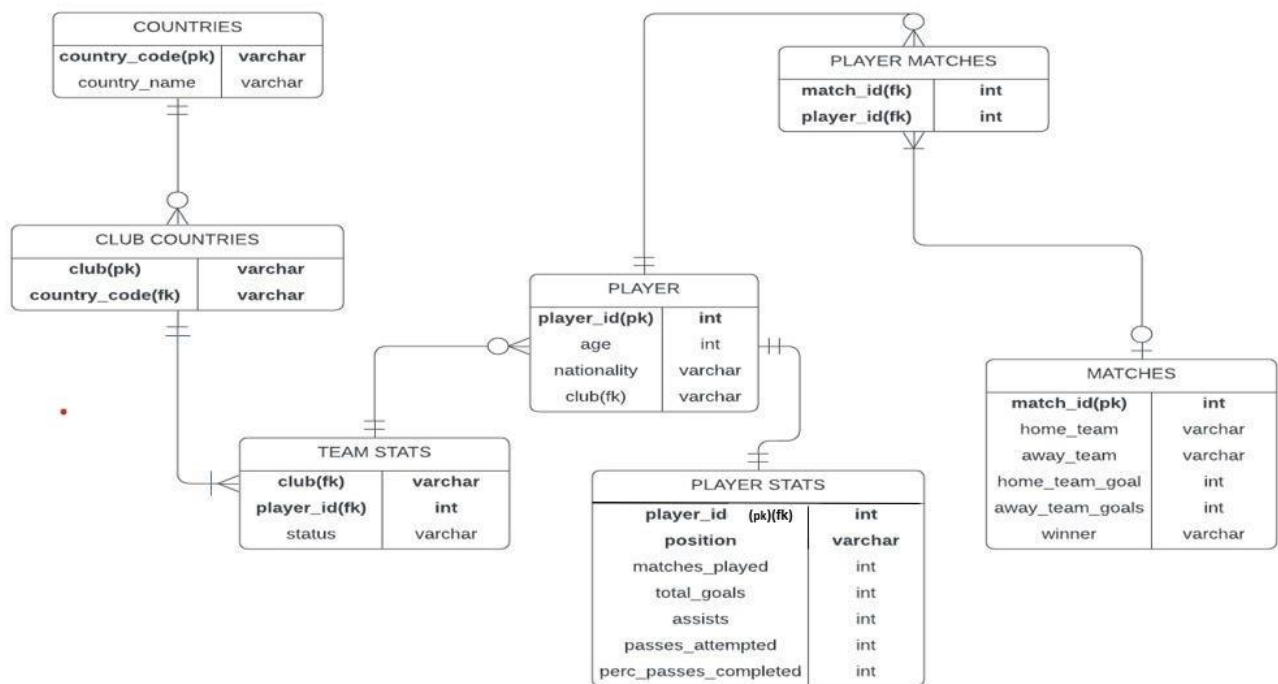 COUNTRIES
country_code(pk) varchar
country_name varchar
PLAYER MATCHES
match_id(fk) int
player_id(fk) int
CLUB COUNTRIES
club(pk) varchar
country_code(fk) varchar
PLAYER
player_id(pk) int
age int
nationality varchar
club(fk) varchar
MATCHES
match_id(pk) int
home_team varchar
away_team varchar
home_team_goal int
away_team_goals int
winner varchar
TEAM STATS
club(fk) varchar
player_id(fk) int
status varchar
PLAYER STATS
player_id (pk)(fk) int
position varchar
matches_played int
total_goals int
assists int
passes_attempted int
perc_passes_completed int